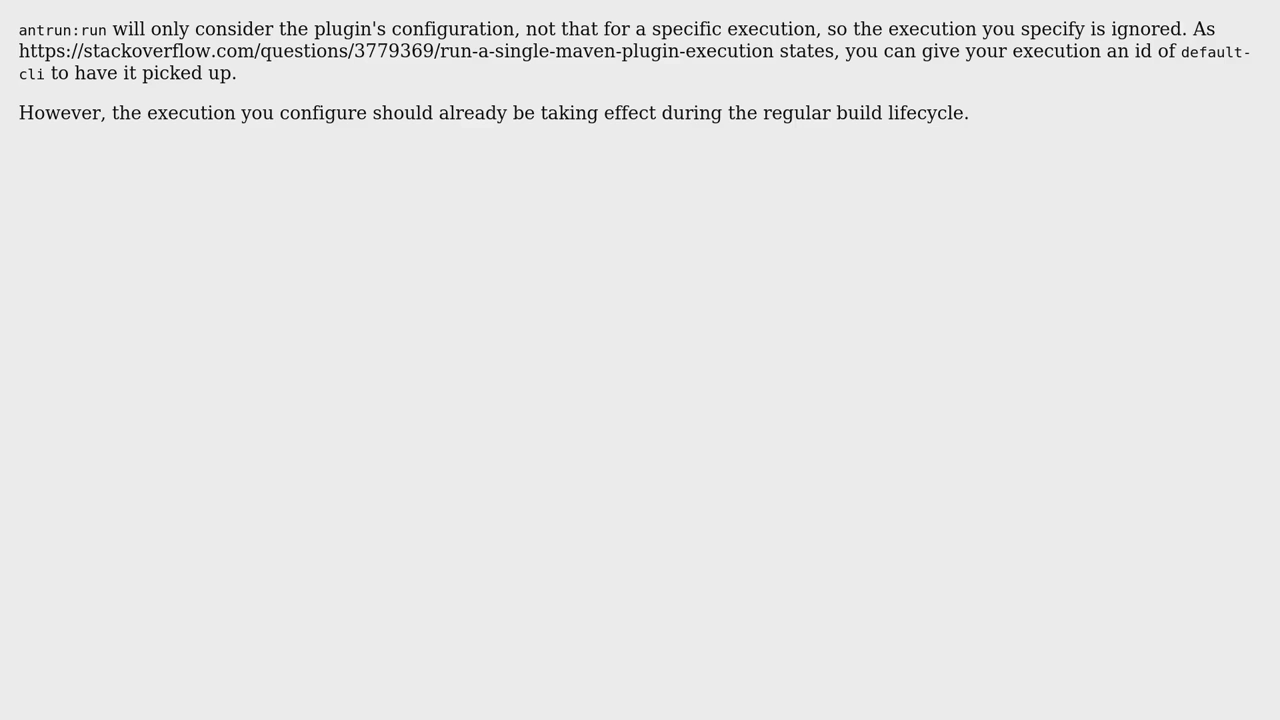 antrun:run will only consider the plugin's configuration, not that for a specific execution, so the execution you specify is ignored. As
https://stackoverflow.com/questions/3779369/run-a-single-maven-plugin-execution states, you can give your execution an id of default-
cli to have it picked up.
However, the execution you configure should already be taking effect during the regular build lifecycle.